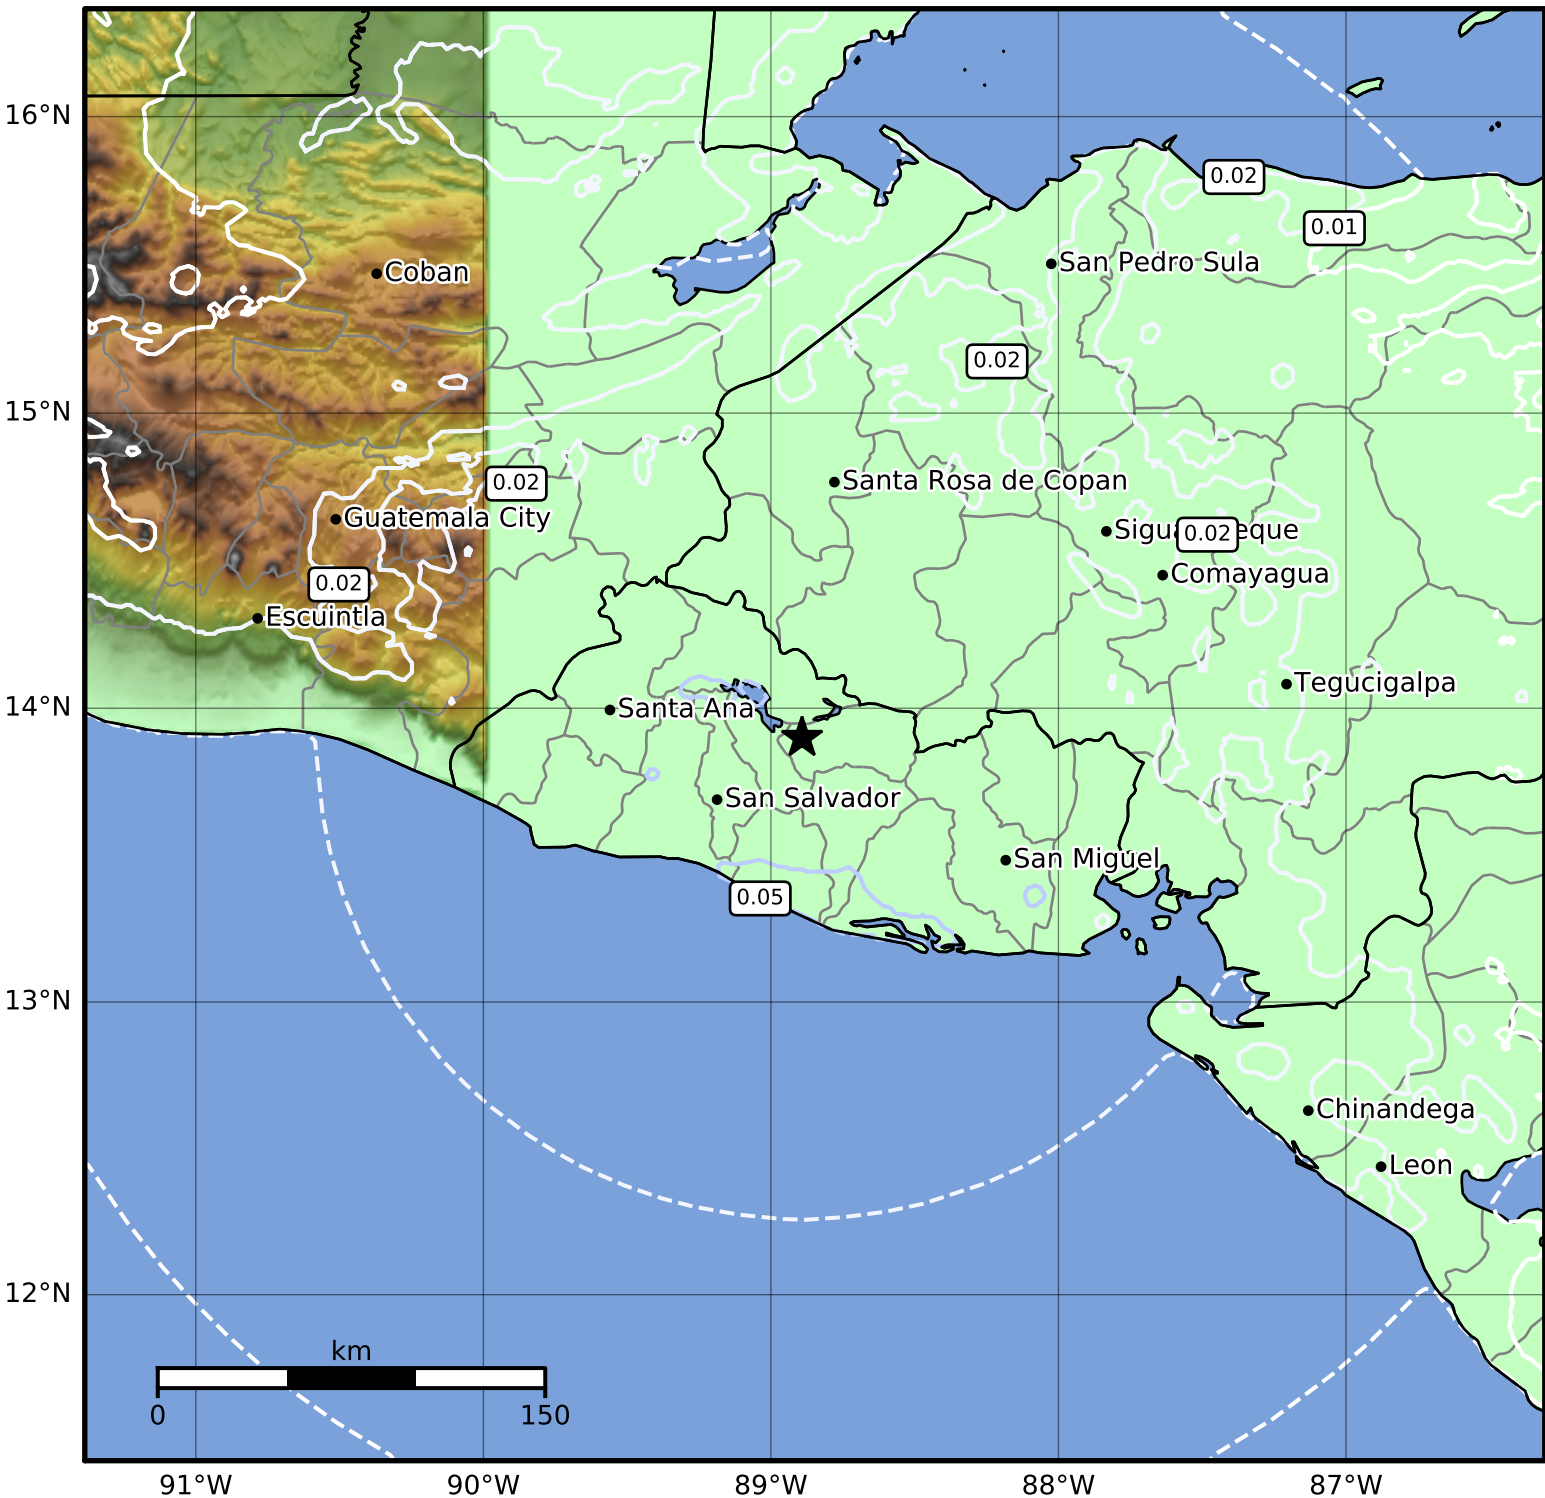 16°N
0.02
0.01
San Pedro Sula
Coban
0.02
15°N
0.02
Santa Rosa de Copan
Guatemala City
0.02
Comayagua
0.02
Escuintla
Tegucigalpa
14°N
Santa Ana
San Salvador
San Miguel
0.05
13°N
Chinandega
Leon
12°N
km
0
150
91°W
90°W
89°W
88°W
87°W